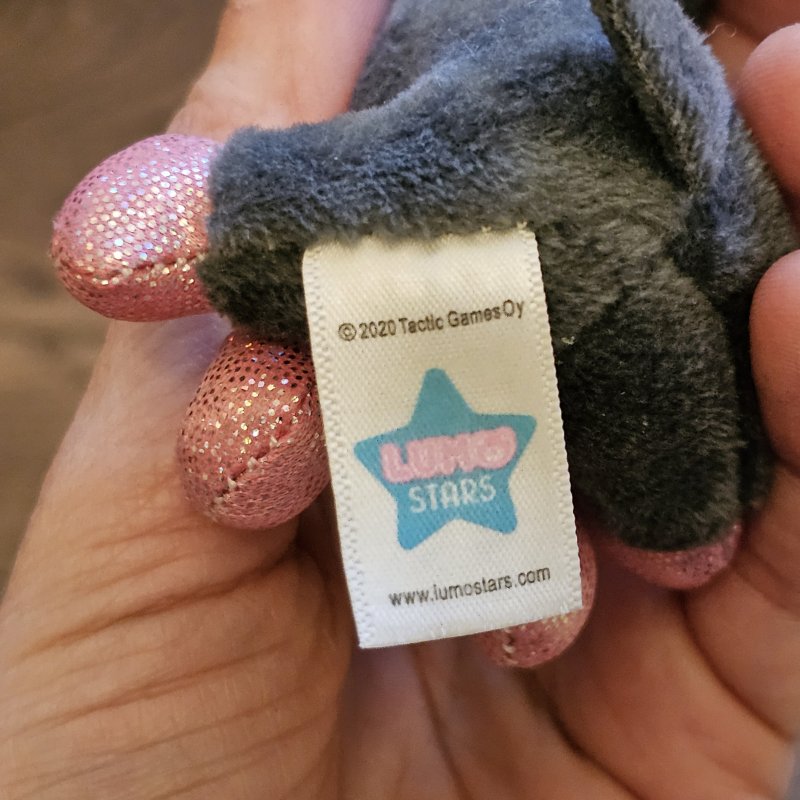 © 2020 Tactic Games Oy
LUMO
STARS
www.lumostars.com